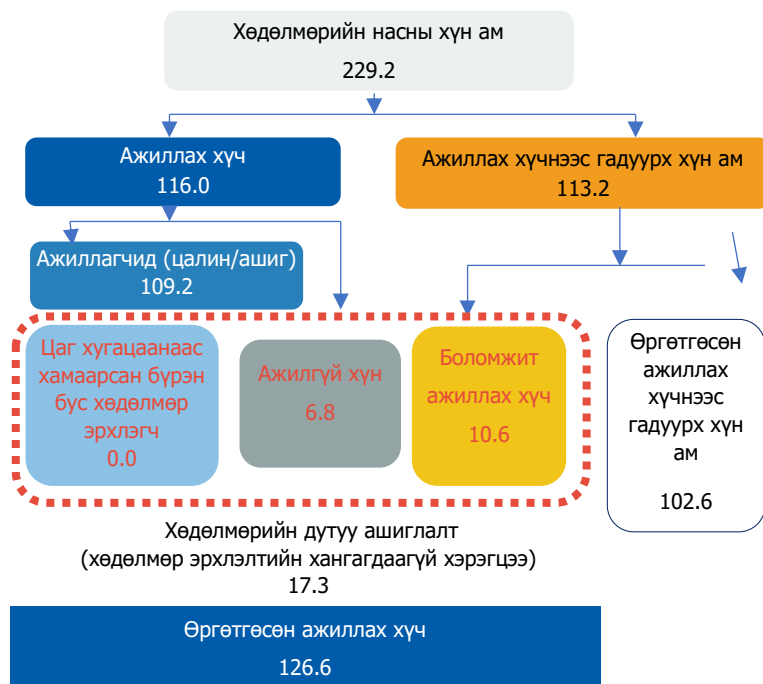 Хөдөлмөрийн насны хүн ам
229.2
Ажиллах хүч
116.0
Ажиллах хүчнээс гадуурх хүн ам
113.2
Ажиллагчид (цалин/ашиг)
109.2
Цаг хугацаанаас
хамаарсан бүрэн
бус хөдөлмөр
эрхлэгч
0.0
Ажилгүй хүн
6.8
Боломжит
ажиллах хүч
10.6
Өргөтгөсөн
ажиллах
хүчнээс
гадуурх хүн
ам
102.6
Хөдөлмөрийн дутуу ашиглалт
(хөдөлмөр эрхлэлтийн хангагдаагүй хэрэгцээ)
17.3
Өргөтгөсөн ажиллах хүч
126.6